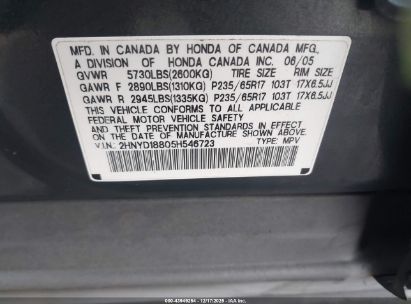 MFD. IN CANADA BY HONDA OF CANADA MFG.,
A DIVISION OF HONDA CANADA INC. 06/05
GVWR 5730LBS(2600KG) TIRE SIZE RIM SIZE
GAWR F 2890LBS(1310KG) P235/65R17 103T 17X6.5JJ
GAWR R 2945LBS(1335KG) P235/65R17 103T 17X6.5JJ
THIS VEHICLE CONFORMS TO ALL APPLICABLE
FEDERAL MOTOR VEHICLE SAFETY
AND THEFT PREVENTION STANDARDS IN EFFECT
ON THE DATE OF MANUFACTURE SHOWN ABOVE.
V.I.N.: 2HNYD18805H546723 TYPE: MPV